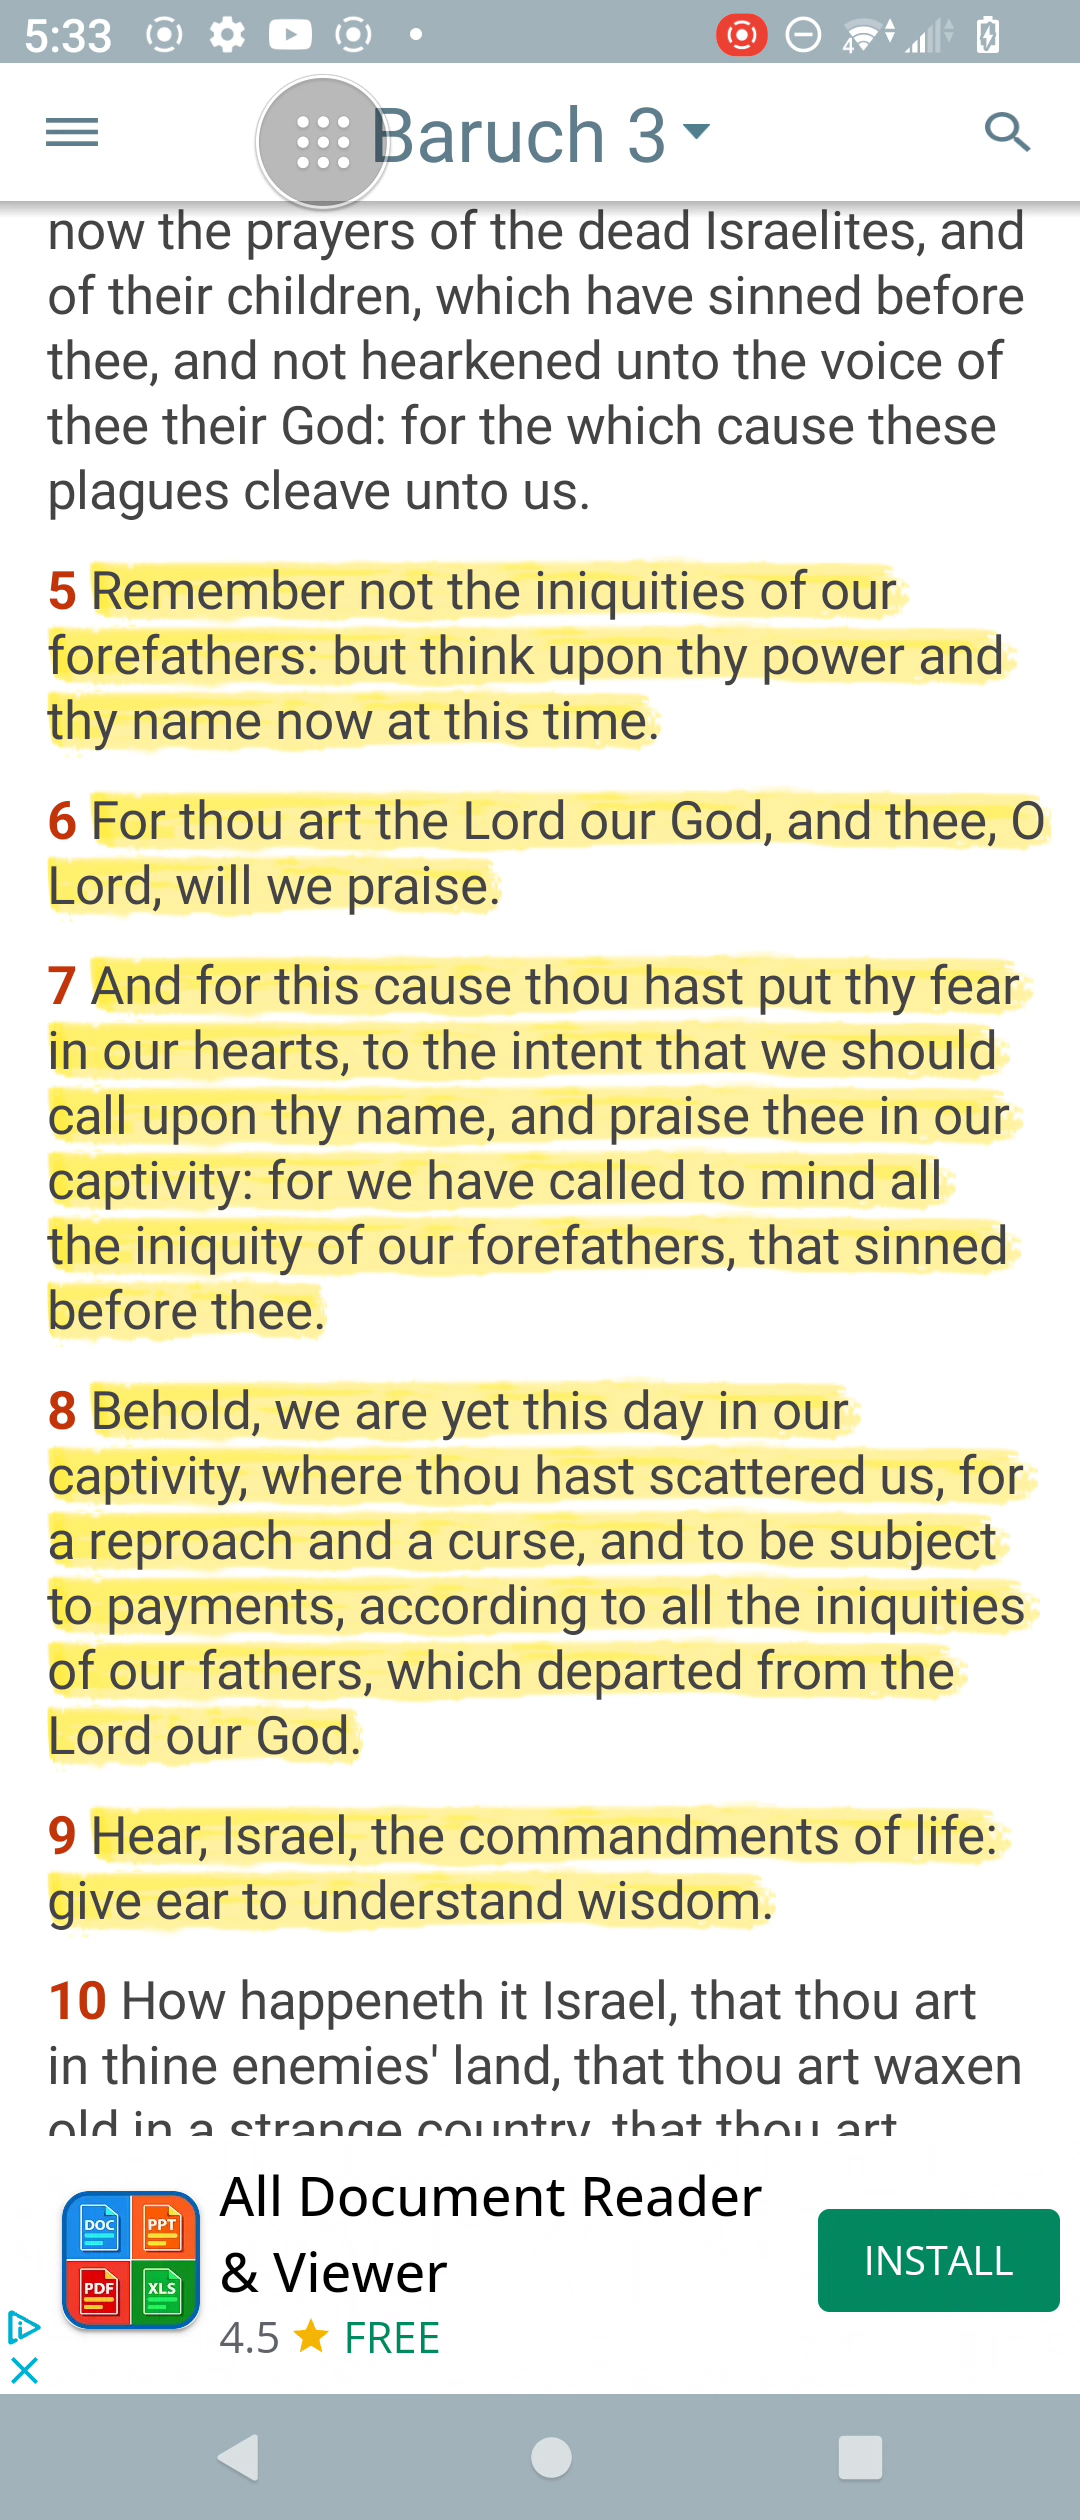 5:33
4
Baruch 3
now the prayers of the dead Israelites, and
of their children, which have sinned before
thee, and not hearkened unto the voice of
thee their God: for the which cause these
plagues cleave unto us.
5 Remember not the iniquities of our
forefathers: but think upon thy power and
thy name now at this time.
6 For thou art the Lord our God, and thee, O
Lord, will we praise.
7 And for this cause thou hast put thy fear
in our hearts, to the intent that we should
call upon thy name, and praise thee in our
captivity: for we have called to mind all
the iniquity of our forefathers, that sinned
before thee.
8 Behold, we are yet this day in our
captivity, where thou hast scattered us, for
a reproach and a curse, and to be subject
to payments, according to all the iniquities
of our fathers, which departed from the
Lord our God.
9 Hear, Israel, the commandments of life:
give ear to understand wisdom.
10 How happeneth it Israel, that thou art
in thine enemies' land, that thou art waxen
old in a strange country, that thou art
All Document Reader
& Viewer
4.5 FREE
INSTALL
DOC PPT
PDF XLS